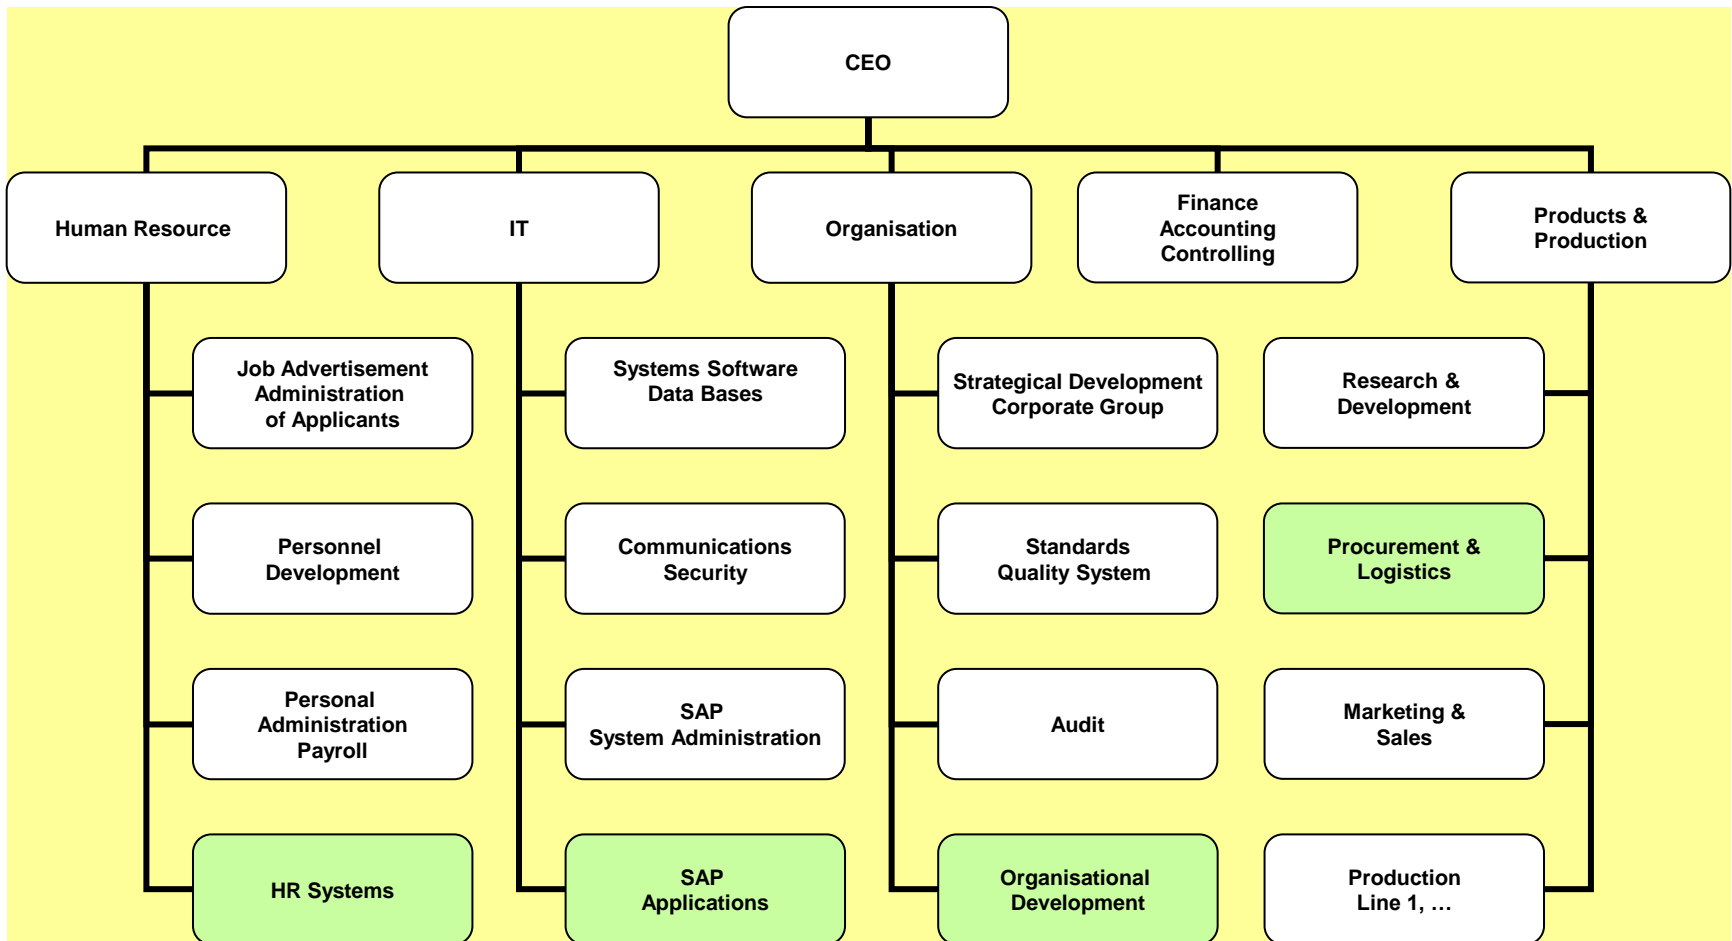 CEO
Human Resource
IT
Organisation
Finance
Accounting
Controlling
Products &
Production
Job Advertisement
Administration
of Applicants
Systems Software
Data Bases
Strategical Development
Corporate Group
Research &
Development
Personnel
Development
Communications
Security
Standards
Quality System
Procurement &
Logistics
Personal
Administration
Payroll
SAP
System Administration
Audit
Marketing &
Sales
HR Systems
SAP
Applications
Organisational
Development
Production
Line 1, …